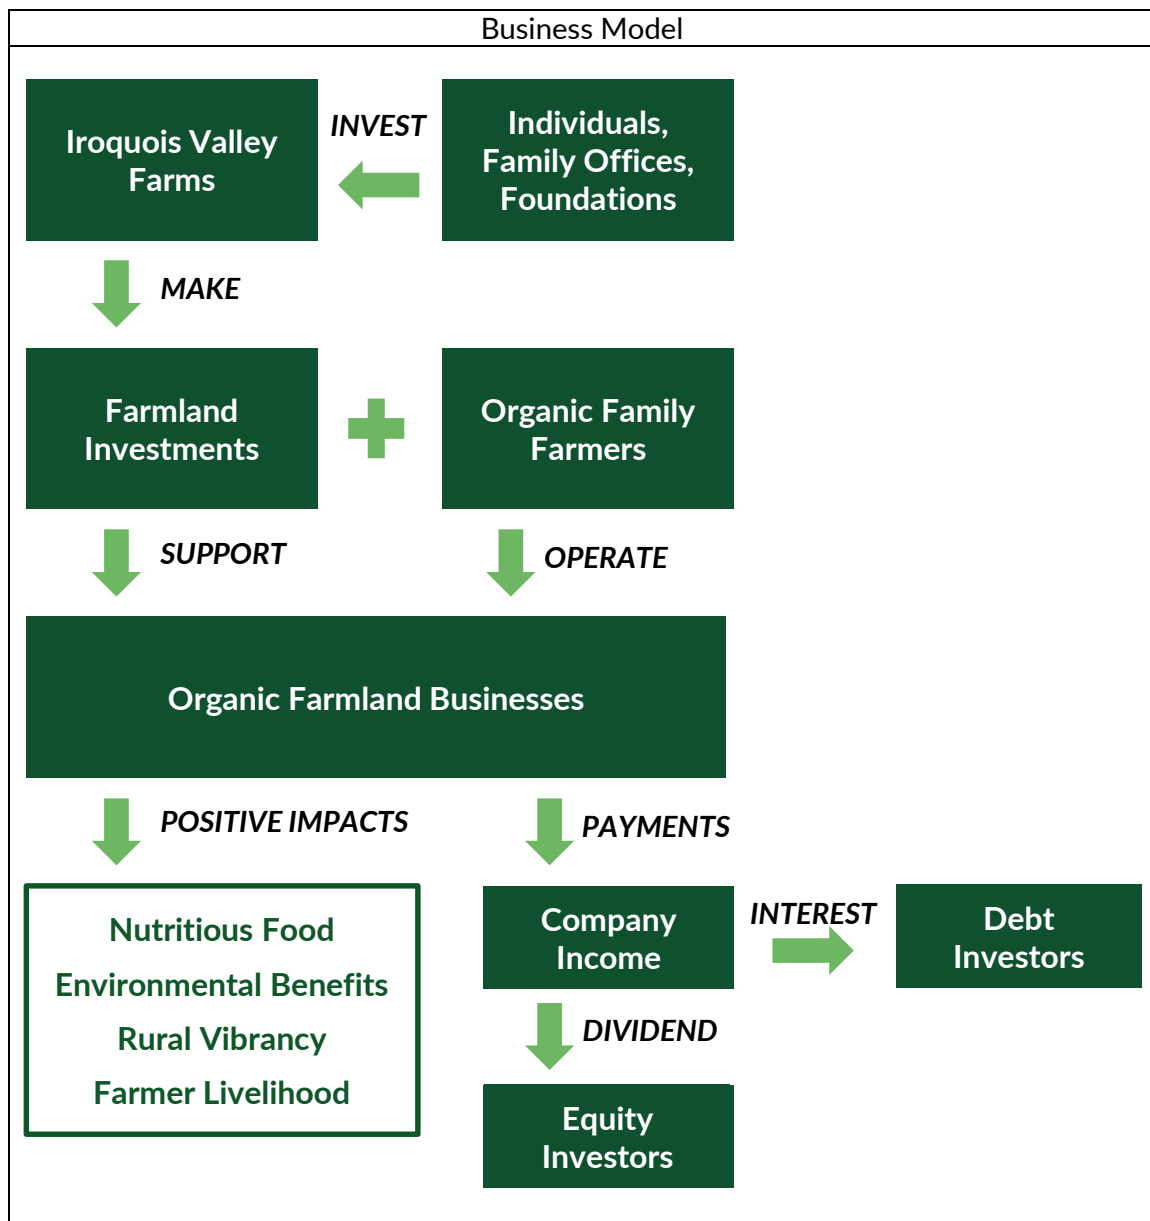 Business Model
Iroquois Valley
Farms
INVEST
Individuals,
Family Offices,
Foundations
MAKE
Farmland
Investments
Organic Family
Farmers
SUPPORT
OPERATE
Organic Farmland Businesses
POSITIVE IMPACTS
PAYMENTS
Nutritious Food
Environmental Benefits
Rural Vibrancy
Farmer Livelihood
Company
Income
INTEREST
Debt
Investors
DIVIDEND
Equity
Investors